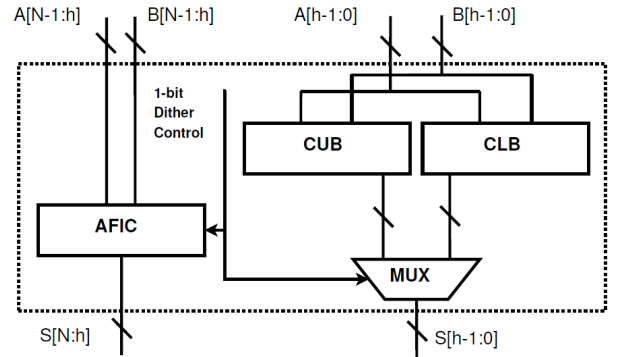 A[N-1:h]
B[N-1:h]
A[h-1:0]
B[h-1:0]
1-bit
Dither
Control
CUB
CLB
AFIC
MUX
S[N:h]
S[h-1:0]